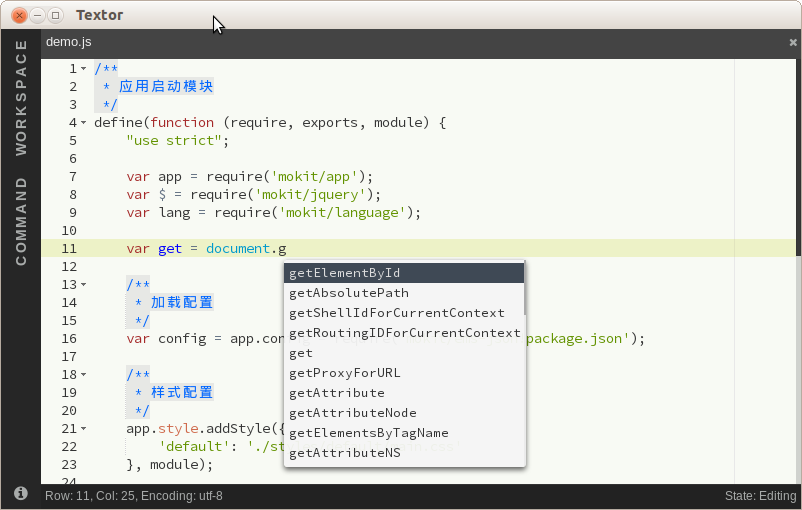 Textor
demo.js
WORKSPACE
COMMAND
1 /**
2 * 应用启动模块
3 */
4 define(function (require, exports, module) {
5 "use strict";
6
7 var app = require('mokit/app');
8 var $ = require('mokit/jquery');
9 var lang = require('mokit/language');
10
11 var get = document.g
12
13 /**
14 * 加载配置
15 */
16 var config = app.con package.json');
17
18 /**
19 * 样式配置
20 */
21 app.style.addStyle({
22 'default': './st
23 }, module);
24
getElementById
getAbsolutePath
getShellIdForCurrentContext
getRoutingIDForCurrentContext
get
getProxyForURL
getAttribute
getAttributeNode
getElementsByTagName
getAttributeNS
Row: 11, Col: 25, Encoding: utf-8
State: Editing